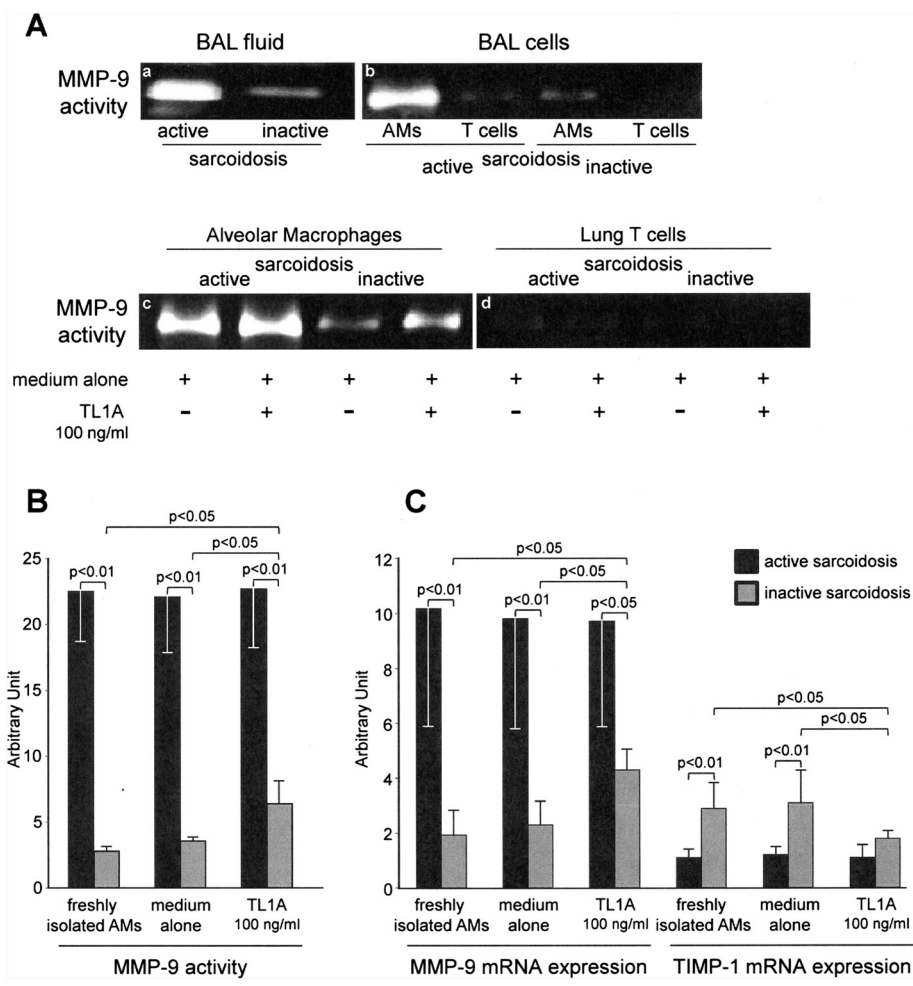 A
BAL fluid
BAL cells
MMP-9
activity
a
b
active
inactive
sarcoidosis
AMs
T cells
AMs
T cells
active sarcoidosis inactive
Alveolar Macrophages
Lung T cells
sarcoidosis
active
inactive
sarcoidosis
active
inactive
MMP-9
activity
c
d
medium alone
+ + + + + + + +
TL1A
100 ng/ml
- + - + - + - +
B
p<0.05
p<0.05
p<0.01
p<0.01
p<0.01
25
20
15
10
5
0
Arbitrary Unit
freshly
isolated AMs
medium
alone
TL1A
100 ng/ml
MMP-9 activity
C
active sarcoidosis
inactive sarcoidosis
p<0.05
p<0.05
p<0.01
p<0.01
p<0.05
p<0.05
p<0.05
p<0.01
p<0.01
12
10
8
6
4
2
0
Arbitrary Unit
freshly
isolated AMs
medium
alone
TL1A
100 ng/ml
freshly
isolated AMs
medium
alone
TL1A
100 ng/ml
MMP-9 mRNA expression
TIMP-1 mRNA expression